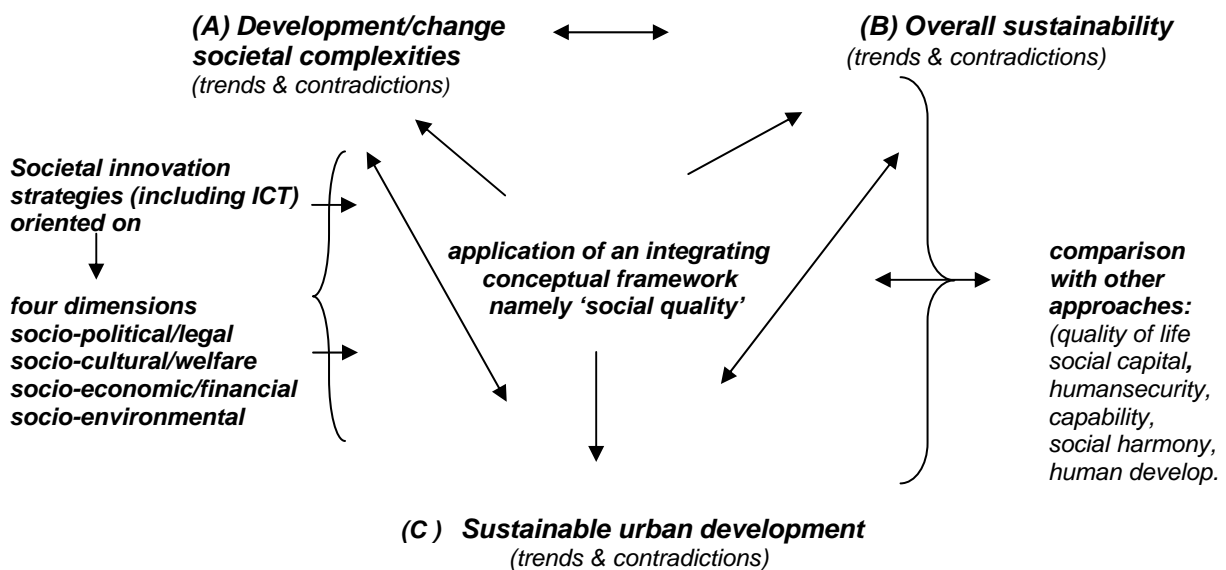 (A) Development/change
societal complexities
(trends & contradictions)
(B) Overall sustainability
(trends & contradictions)
Societal innovation
strategies (including ICT)
oriented on
four dimensions
socio-political/legal
socio-cultural/welfare
socio-economic/financial
socio-environmental
application of an integrating
conceptual framework
namely ‘social quality’
comparison
with other
approaches:
(quality of life
social capital,
humansecurity,
capability,
social harmony,
human develop.
(C ) Sustainable urban development
(trends & contradictions)